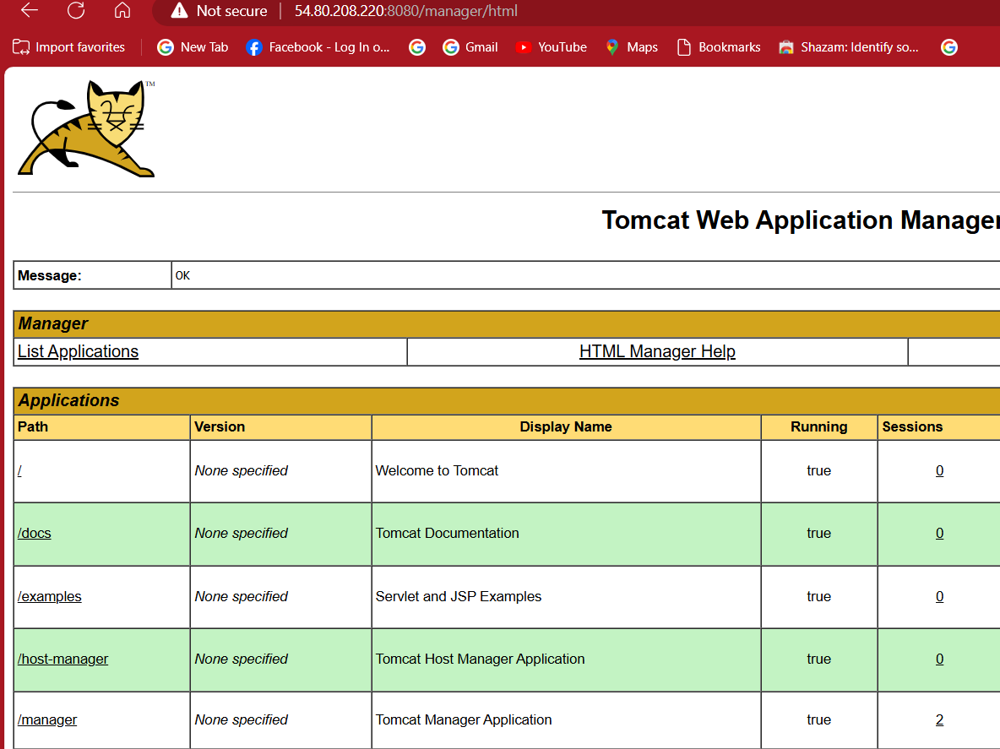 Not secure 54.80.208.220:8080/manager/html
Import favorites New Tab Facebook - Log In o... Gmail YouTube Maps Bookmarks Shazam: Identify so...
TM
Tomcat Web Application Manager
Message: OK
Manager
List Applications HTML Manager Help
Applications
Path Version Display Name Running Sessions
/ None specified Welcome to Tomcat true 0
/docs None specified Tomcat Documentation true 0
/examples None specified Servlet and JSP Examples true 0
/host-manager None specified Tomcat Host Manager Application true 0
/manager None specified Tomcat Manager Application true 2